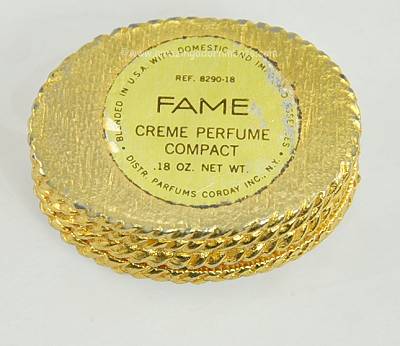 BLENDED IN U.S.A. WITH DOMESTIC AND ESSENCES
REF. 8290-18
FAME
CREME PERFUME
COMPACT
.18 OZ. NET WT.
DISTR. PARFUMS CORDAY INC., N.Y.